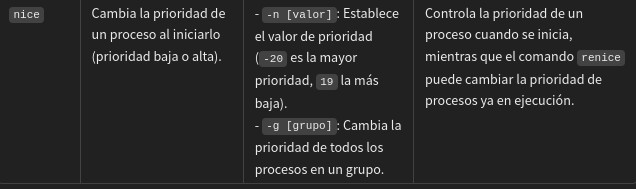 nice
Cambia la prioridad de
un proceso al iniciarlo
(prioridad baja o alta).
- -n [valor]: Establece
el valor de prioridad
(-20 es la mayor
prioridad, 19 la más
baja).
- -g [grupo]: Cambia la
prioridad de todos los
procesos en un grupo.
Controla la prioridad de un
proceso cuando se inicia,
mientras que el comando renice
puede cambiar la prioridad de
procesos ya en ejecución.